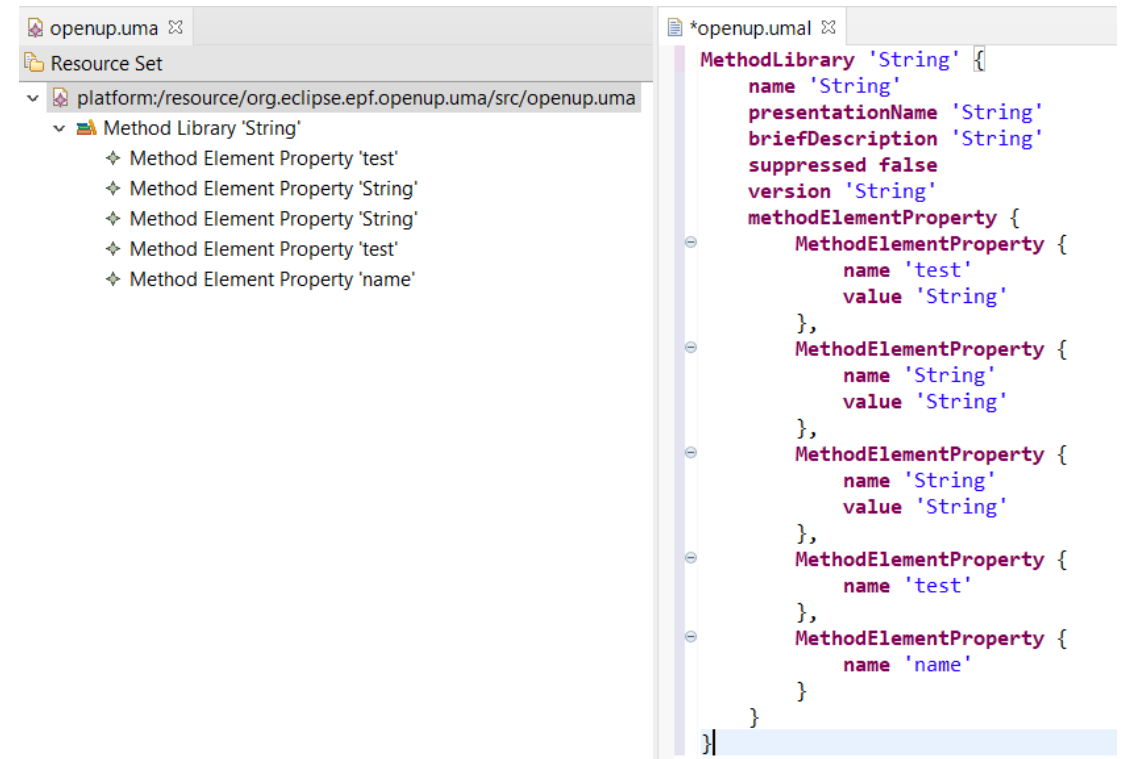 openup.uma
Resource Set
platform:/resource/org.eclipse.epf.openup.uma/src/openup.uma
Method Library 'String'
Method Element Property 'test'
Method Element Property 'String'
Method Element Property 'String'
Method Element Property 'test'
Method Element Property 'name'
*openup.umal
MethodLibrary 'String' {
    name 'String'
    presentationName 'String'
    briefDescription 'String'
    suppressed false
    version 'String'
    methodElementProperty {
        MethodElementProperty {
            name 'test'
            value 'String'
        },
        MethodElementProperty {
            name 'String'
            value 'String'
        },
        MethodElementProperty {
            name 'String'
            value 'String'
        },
        MethodElementProperty {
            name 'test'
        },
        MethodElementProperty {
            name 'name'
        }
    }
}